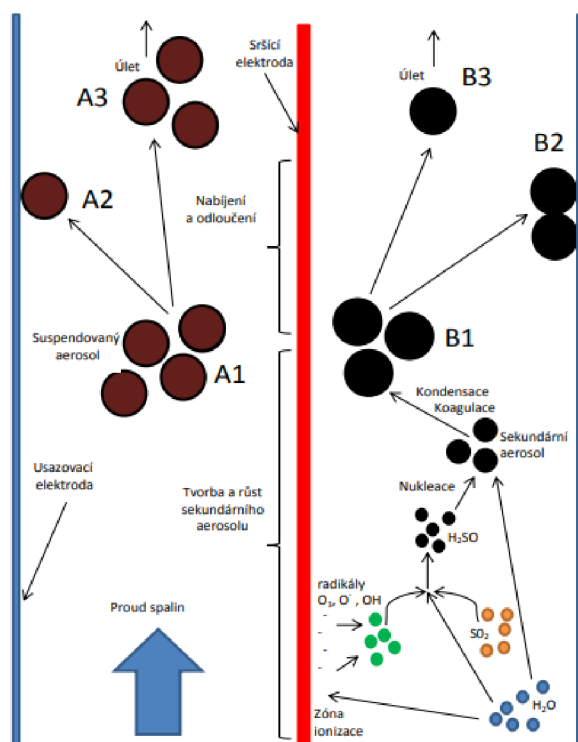 Úlet
A3
Sršící
elektroda
Úlet
B3
B2
A2
Nabíjení
a odloučení
Suspendovaný
aerosol
A1
B1
Kondensace
Koagulace
Sekundární
aerosol
Usazovací
elektroda
Tvorba a růst
sekundárního
aerosolu
Nukleace
H₂SO
radikály
O₃, O⁻, OH
SO₂
Proud spalin
H₂O
Zóna
ionizace